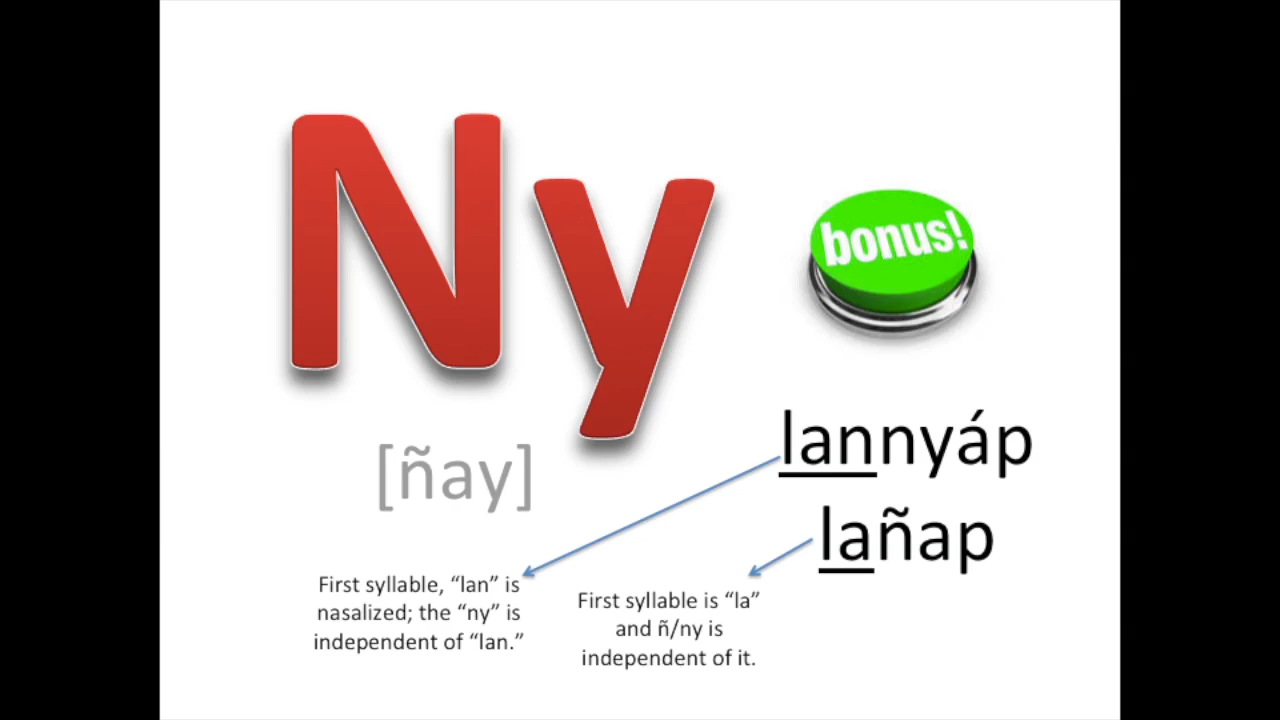 Ny
bonus!
[ñay]
lannyáp
lañap
First syllable, “lan” is
nasalized; the “ny” is
independent of “lan.”
First syllable is “la”
and ñ/ny is
independent of it.